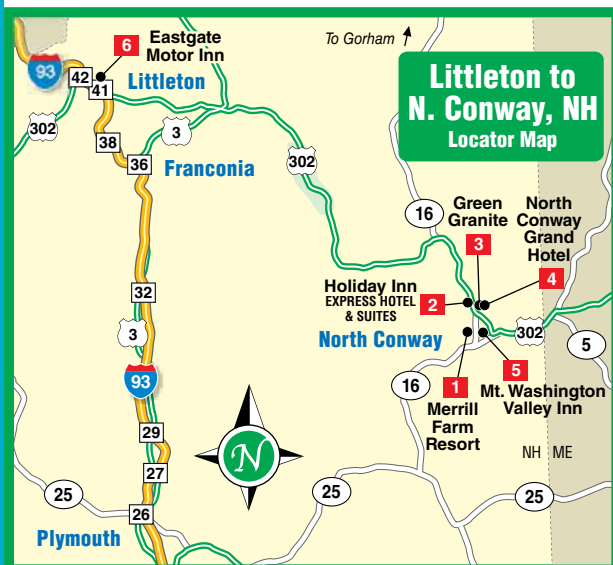 Littleton to
N. Conway, NH
Locator Map
To Gorham
6
Eastgate
Motor Inn
93
42
41
Littleton
302
38
3
36
Franconia
302
16
Green
Granite
3
North
Conway
Grand
Hotel
4
32
Holiday Inn
EXPRESS HOTEL
& SUITES
2
North Conway
302
3
5
93
16
1
Merrill
Farm
Resort
5
Mt. Washington
Valley Inn
29
N
NH
ME
27
25
26
25
25
Plymouth